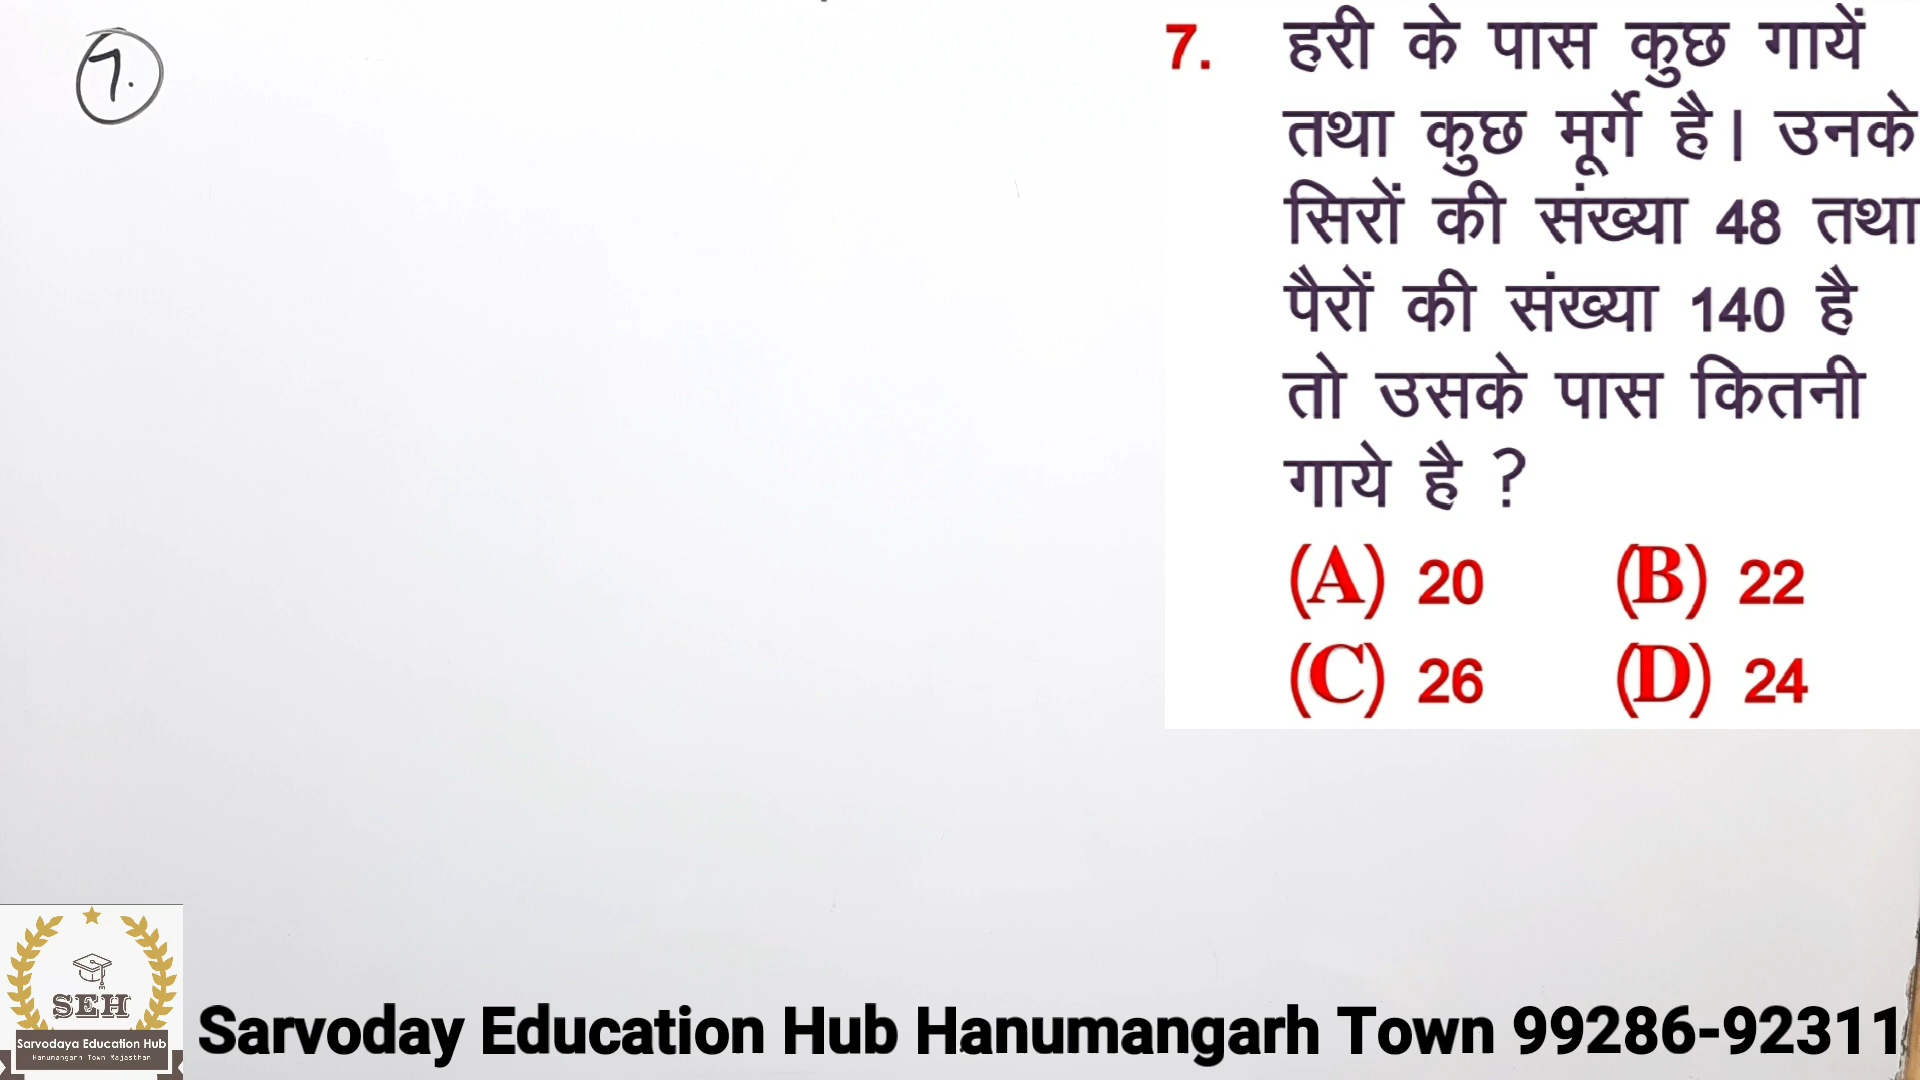 7.
7. हरी के पास कुछ गायें
तथा कुछ मूर्गे है। उनके
सिरों की संख्या 48 तथा
पैरों की संख्या 140 है
तो उसके पास कितनी
गाये है ?
(A) 20 (B) 22
(C) 26 (D) 24
SEH
Sarvodaya Education Hub
Hanumangarh Town Rajasthan
Sarvoday Education Hub Hanumangarh Town 99286-92311